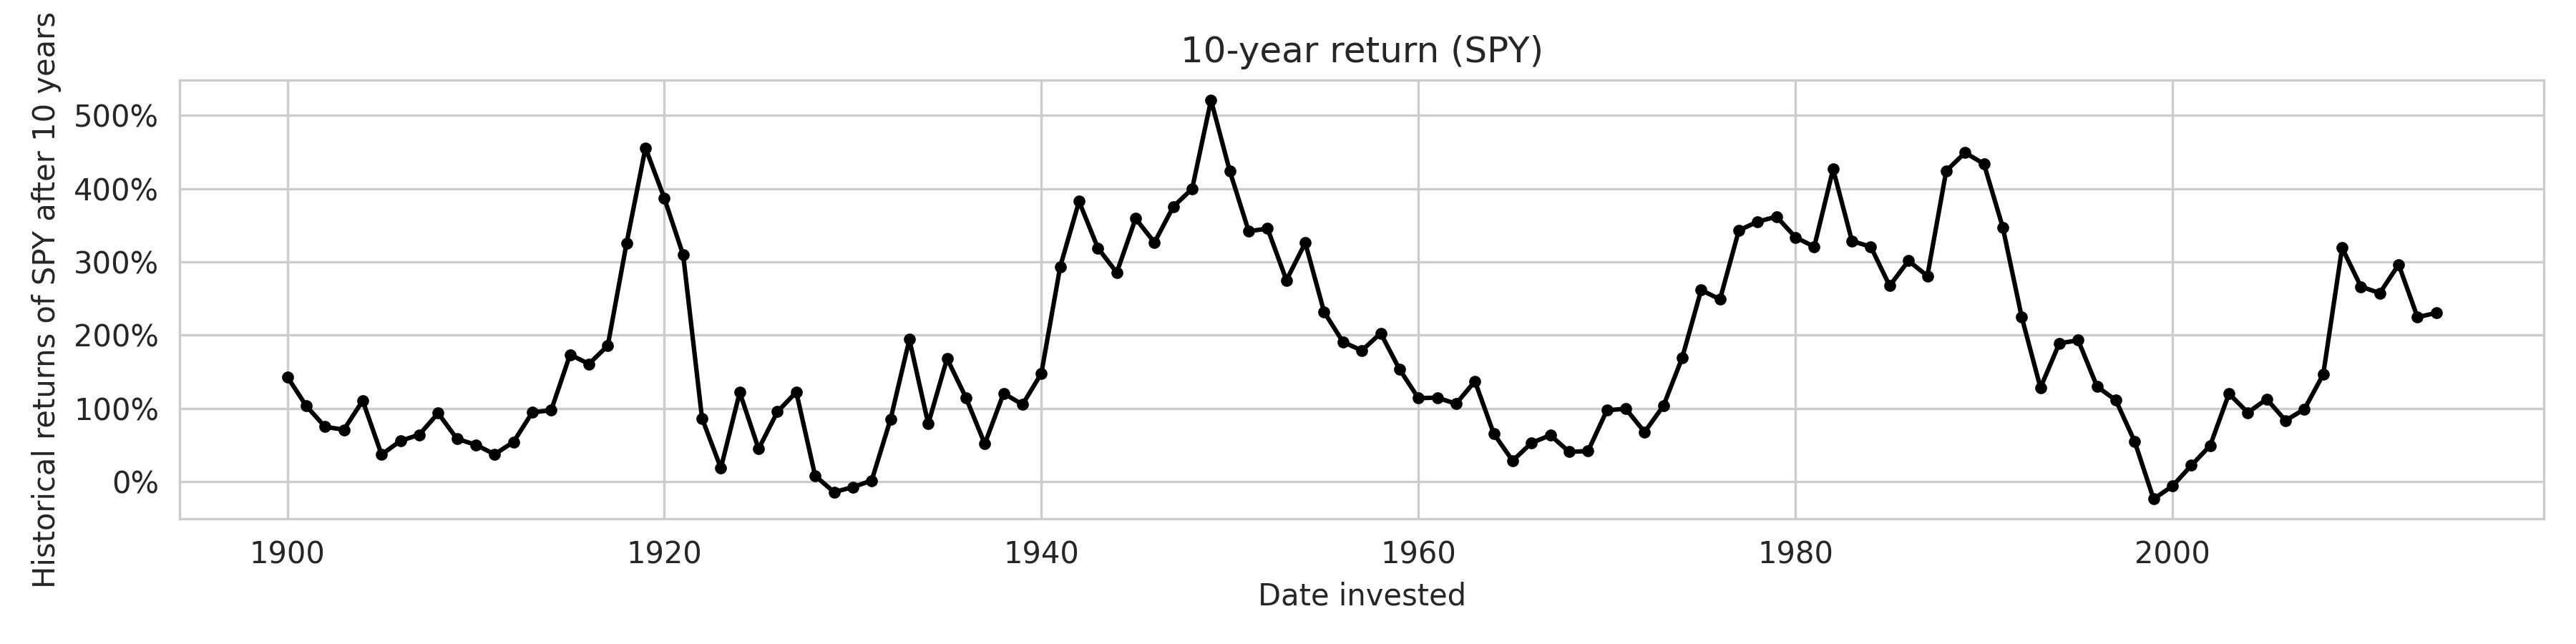 10-year return (SPY)
Historical returns of SPY after 10 years
500%
400%
300%
200%
100%
0%
1900 1920 1940 1960 1980 2000
Date invested